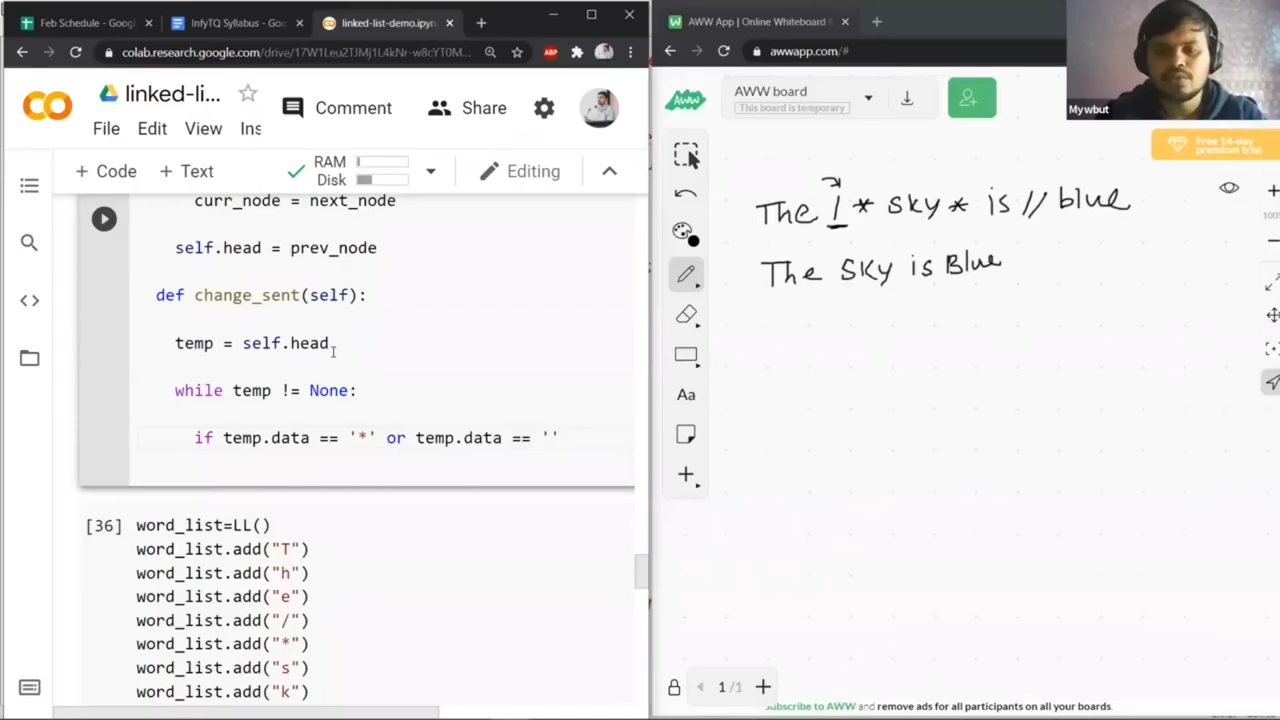 Feb Schedule - Googl
InfyTQ Syllabus - Goo
linked-list-demo.ipyn
AWW App | Online Whiteboard
colab.research.google.com/drive/17W1Leu2TJMj1L4kNr-w8cYT0M...
awwapp.com/#
ABP
linked-li...
Comment
Share
File Edit View Ins
+ Code + Text
RAM
Disk
Editing
curr_node = next_node
self.head = prev_node
def change_sent(self):
temp = self.head
while temp != None:
if temp.data == '*' or temp.data == ''
[36] word_list=LL()
word_list.add("T")
word_list.add("h")
word_list.add("e")
word_list.add("/")
word_list.add("*")
word_list.add("s")
word_list.add("k")
AWW
AWW board
This board is temporary
Mywbut
Free 14-day
premium trial
The / * sky * is // blue
The Sky is Blue
Aa
1 / 1
Subscribe to AWW and remove ads for all participants on all your boards.